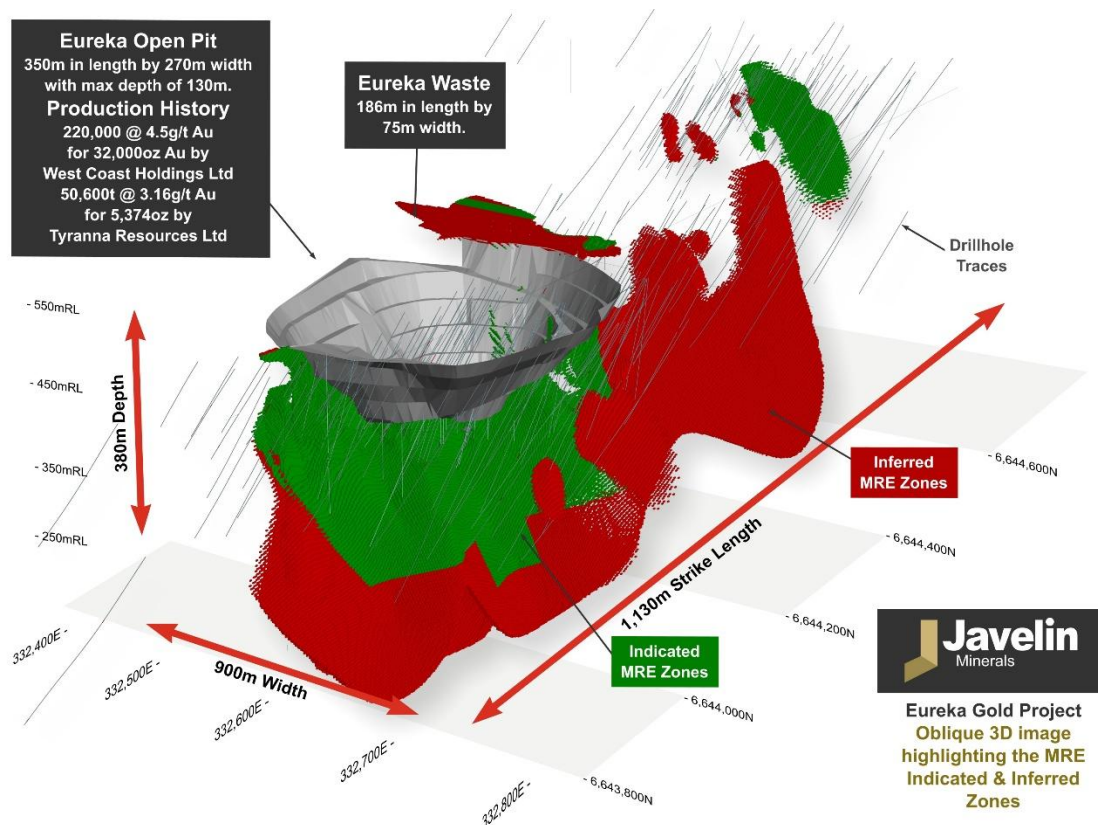 Eureka Open Pit
350m in length by 270m width
with max depth of 130m.
Production History
220,000 @ 4.5g/t Au
for 32,000oz Au by
West Coast Holdings Ltd
50,600t @ 3.16g/t Au
for 5,374oz by
Tyranna Resources Ltd
Eureka Waste
186m in length by
75m width.
Drillhole
Traces
- 550mRL
- 450mRL
- 350mRL
- 250mRL
380m Depth
Inferred
MRE Zones
Indicated
MRE Zones
1,130m Strike Length
900m Width
332,400E -
332,500E -
332,600E -
332,700E -
332,800E -
- 6,644,600N
- 6,644,400N
- 6,644,200N
- 6,644,000N
- 6,643,800N
Javelin
Minerals
Eureka Gold Project
Oblique 3D image
highlighting the MRE
Indicated & Inferred
Zones